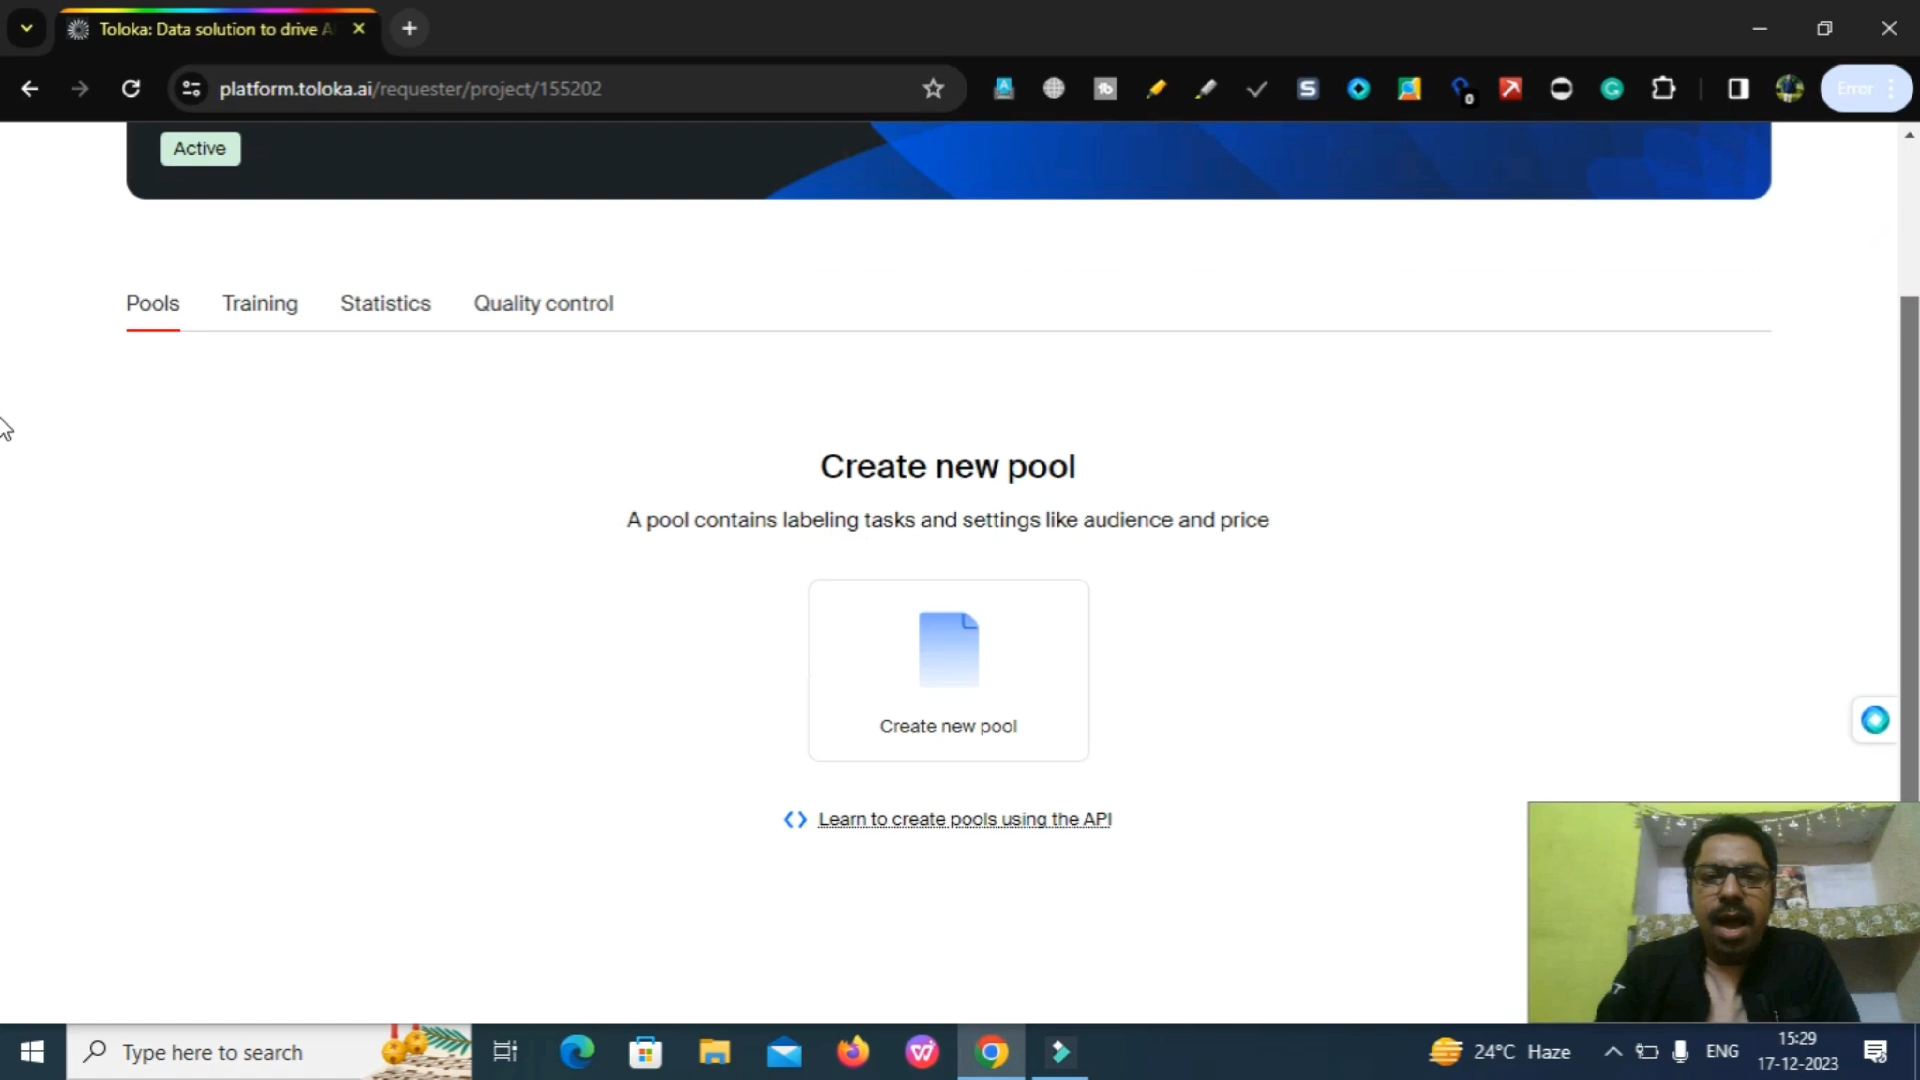 Toloka: Data solution to drive A
platform.toloka.ai/requester/project/155202
Error
Active
Pools Training Statistics Quality control
Create new pool
A pool contains labeling tasks and settings like audience and price
Create new pool
Learn to create pools using the API
Type here to search
24°C Haze
ENG
15:29
17-12-2023